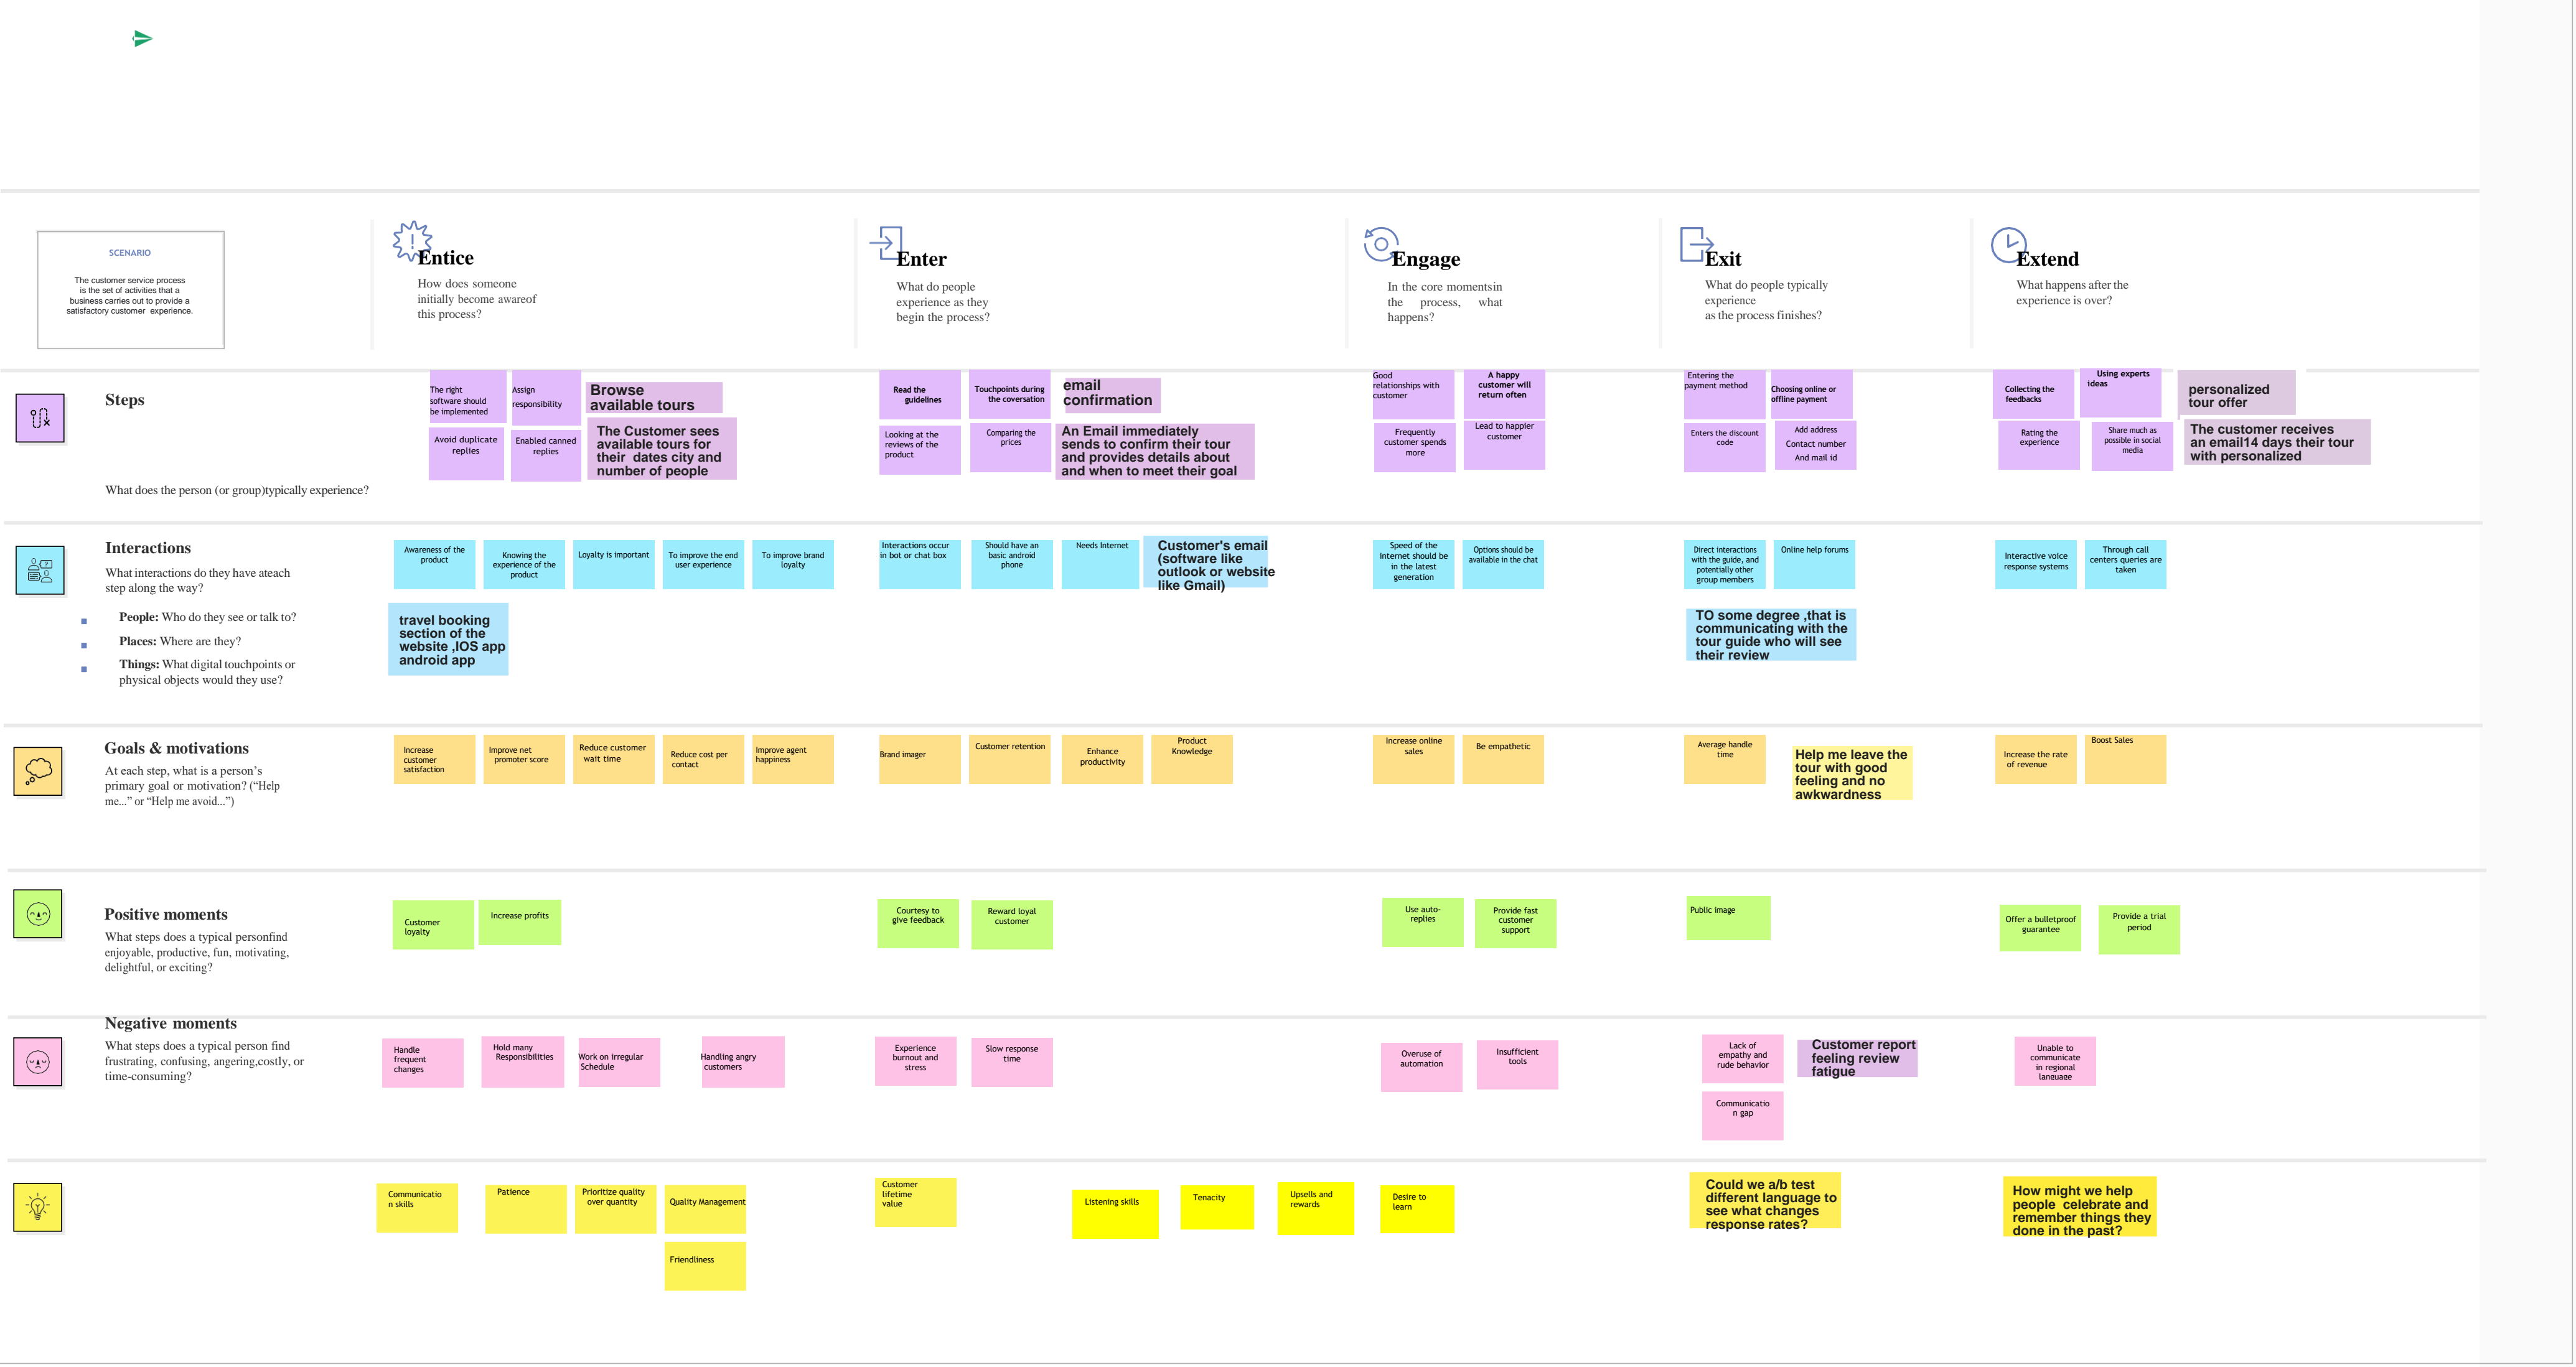 SCENARIO
The customer service process
is the set of activities that a
business carries out to provide a
satisfactory customer experience.
Entice
How does someone
initially become awareof
this process?
Enter
What do people
experience as they
begin the process?
Engage
In the core momentsin
the process, what
happens?
Exit
What do people typically
experience
as the process finishes?
Extend
What happens after the
experience is over?
Steps
What does the person (or group)typically experience?
The right
software should
be implemented
Assign
responsibility
Browse
available tours
Avoid duplicate
replies
Enabled canned
replies
The Customer sees
available tours for
their dates city and
number of people
Read the
guidelines
Touchpoints during
the coversation
email
confirmation
Looking at the
reviews of the
product
Comparing the
prices
An Email immediately
sends to confirm their tour
and provides details about
and when to meet their goal
Good
relationships with
customer
A happy
customer will
return often
Frequently
customer spends
more
Lead to happier
customer
Entering the
payment method
Choosing online or
offline payment
Enters the discount
code
Add address
Contact number
And mail id
Collecting the
feedbacks
Using experts
ideas
personalized
tour offer
Rating the
experience
Share much as
possible in social
media
The customer receives
an email14 days their tour
with personalized
Interactions
What interactions do they have ateach
step along the way?
People: Who do they see or talk to?
Places: Where are they?
Things: What digital touchpoints or
physical objects would they use?
Awareness of the
product
Knowing the
experience of the
product
Loyalty is important
To improve the end
user experience
To improve brand
loyalty
travel booking
section of the
website ,IOS app
android app
Interactions occur
in bot or chat box
Should have an
basic android
phone
Needs Internet
Customer's email
(software like
outlook or website
like Gmail)
Speed of the
internet should be
in the latest
generation
Options should be
available in the chat
Direct interactions
with the guide, and
potentially other
group members
Online help forums
TO some degree ,that is
communicating with the
tour guide who will see
their review
Interactive voice
response systems
Through call
centers queries are
taken
Goals & motivations
At each step, what is a person’s
primary goal or motivation? (“Help
me...” or “Help me avoid...”)
Increase
customer
satisfaction
Improve net
promoter score
Reduce customer
wait time
Reduce cost per
contact
Improve agent
happiness
Brand imager
Customer retention
Enhance
productivity
Product
Knowledge
Increase online
sales
Be empathetic
Average handle
time
Help me leave the
tour with good
feeling and no
awkwardness
Increase the rate
of revenue
Boost Sales
Positive moments
What steps does a typical personfind
enjoyable, productive, fun, motivating,
delightful, or exciting?
Customer
loyalty
Increase profits
Courtesy to
give feedback
Reward loyal
customer
Use auto-
replies
Provide fast
customer
support
Public image
Offer a bulletproof
guarantee
Provide a trial
period
Negative moments
What steps does a typical person find
frustrating, confusing, angering,costly, or
time-consuming?
Handle
frequent
changes
Hold many
Responsibilities
Work on irregular
Schedule
Handling angry
customers
Experience
burnout and
stress
Slow response
time
Overuse of
automation
Insufficient
tools
Lack of
empathy and
rude behavior
Customer report
feeling review
fatigue
Communicatio
n gap
Unable to
communicate
in regional
language
Communicatio
n skills
Patience
Prioritize quality
over quantity
Quality Management
Friendliness
Customer
lifetime
value
Listening skills
Tenacity
Upsells and
rewards
Desire to
learn
Could we a/b test
different language to
see what changes
response rates?
How might we help
people celebrate and
remember things they
done in the past?